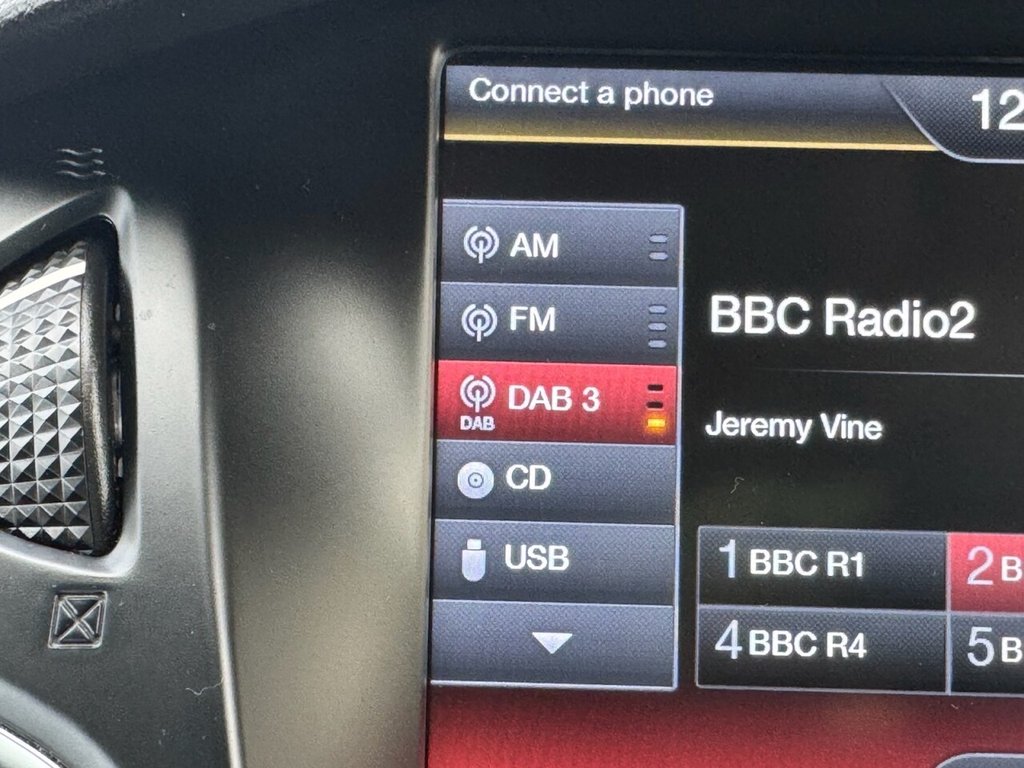 Connect a phone
12
AM
FM
DAB 3
DAB
CD
USB
BBC Radio2
Jeremy Vine
1 BBC R1
2 B
4 BBC R4
5 B